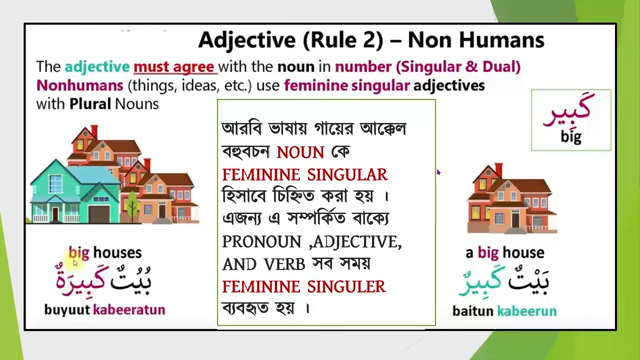 Adjective (Rule 2) – Non Humans
The adjective must agree with the noun in number (Singular & Dual)
Nonhumans (things, ideas, etc.) use feminine singular adjectives
with Plural Nouns
كَبِير
big
আরবি ভাষায় গায়ের আক্কেল
বহুবচন NOUN কে
FEMININE SINGULAR
হিসাবে চিহ্নিত করা হয় ।
এজন্য এ সম্পর্কিত বাক্যে
PRONOUN ,ADJECTIVE,
AND VERB সব সময়
FEMININE SINGULER
ব্যবহৃত হয় ।
big houses
بُيُوتٌ كَبِيرَةٌ
buyuut kabeeratun
a big house
بَيْتٌ كَبِيرٌ
baitun kabeerun